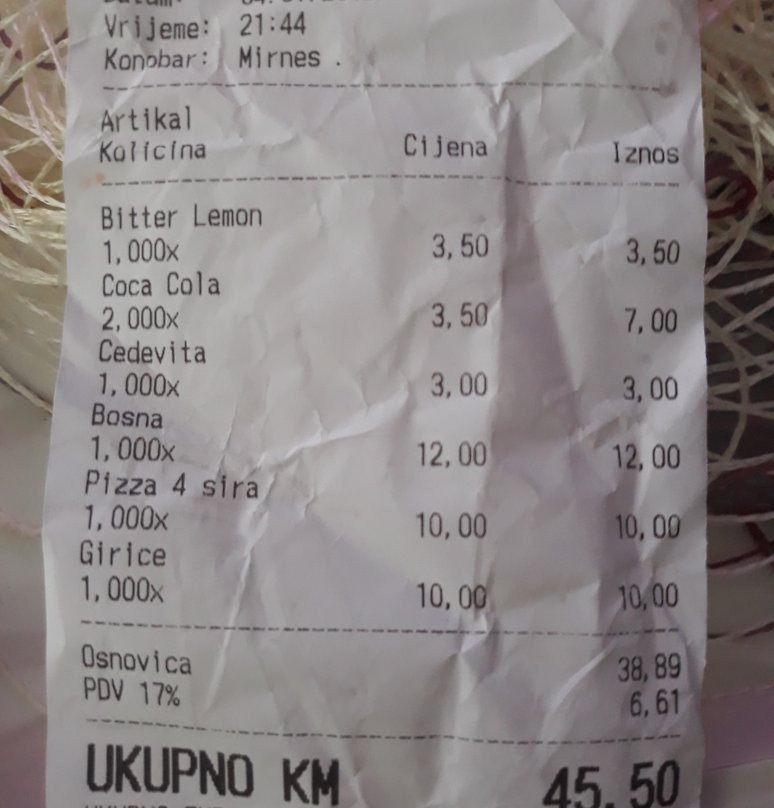 Vrijeme: 21:44
Konobar: Mirnes .
Artikal
Kolicina Cijena Iznos
Bitter Lemon
1,000x 3,50 3,50
Coca Cola
2,000x 3,50 7,00
Cedevita
1,000x 3,00 3,00
Bosna
1,000x 12,00 12,00
Pizza 4 sira
1,000x 10,00 10,00
Girice
1,000x 10,00 10,00
Osnovica 38,89
PDV 17% 6,61
UKUPNO KM 45,50